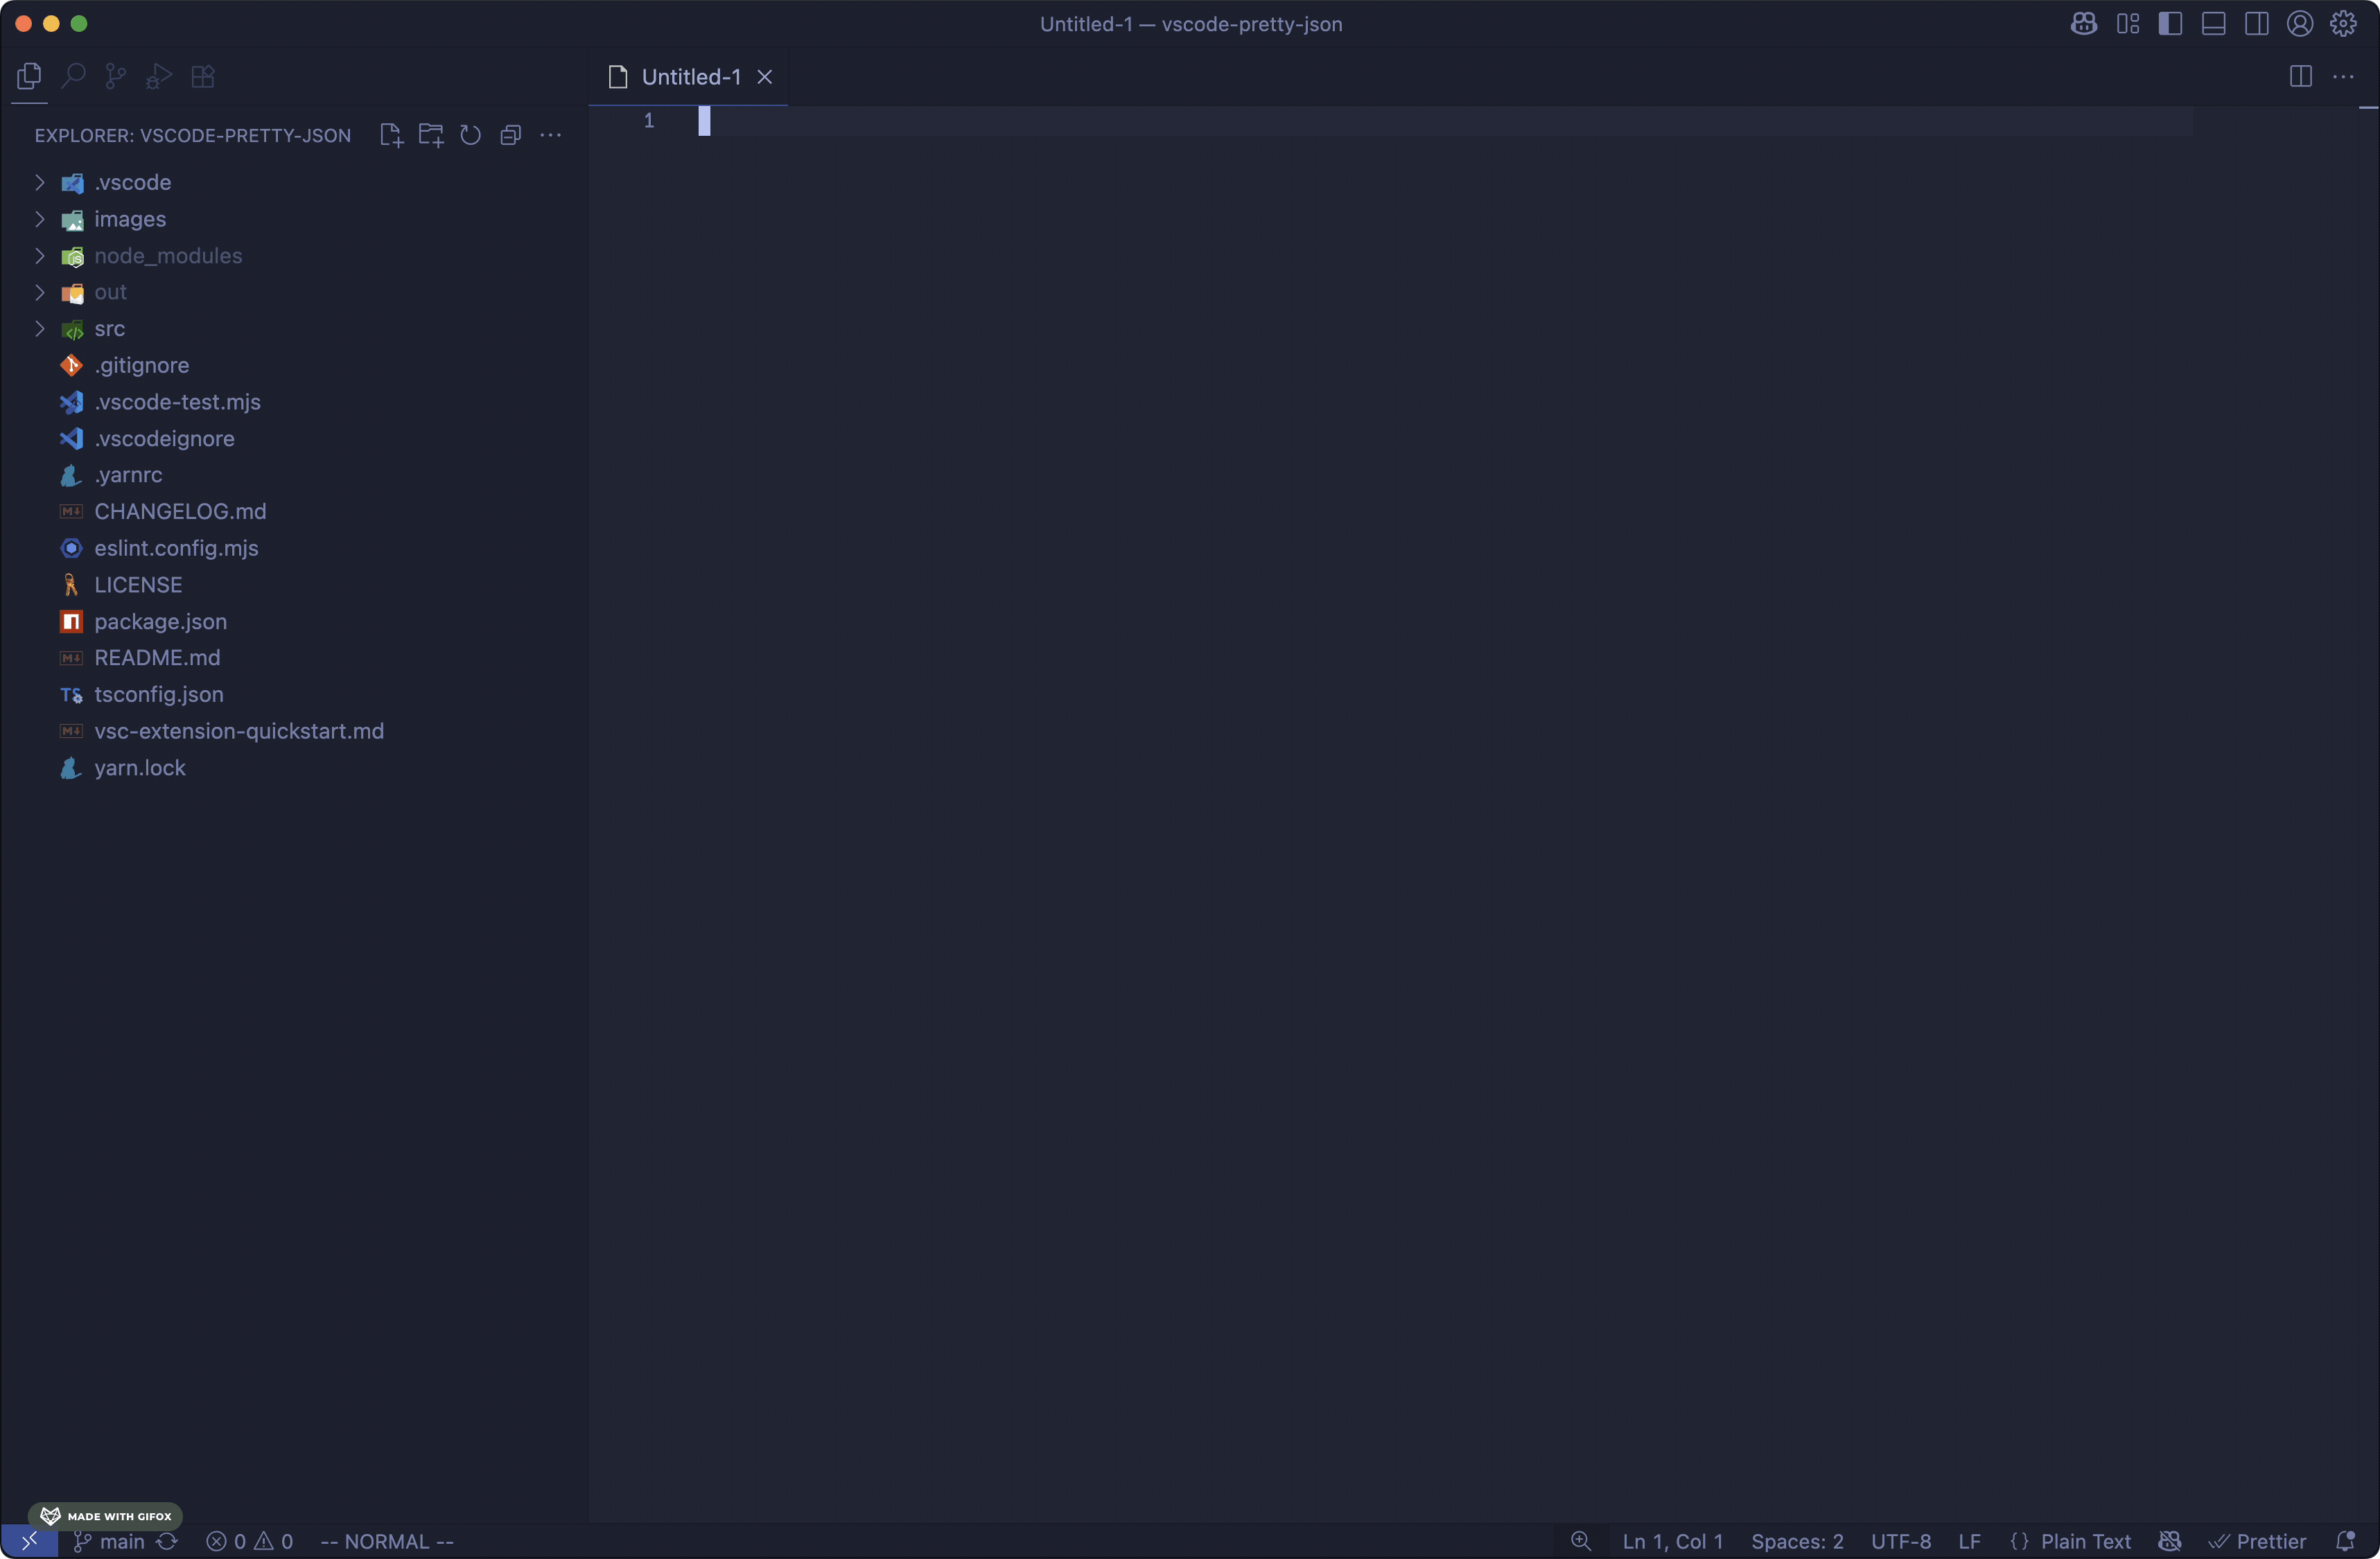 Untitled-1 — vscode-pretty-json
Untitled-1
EXPLORER: VSCODE-PRETTY-JSON
1
.vscode
images
node_modules
out
src
.gitignore
.vscode-test.mjs
.vscodeignore
.yarnrc
CHANGELOG.md
eslint.config.mjs
LICENSE
package.json
README.md
tsconfig.json
vsc-extension-quickstart.md
yarn.lock
MADE WITH GIFOX
main 0 0 -- NORMAL -- Ln 1, Col 1 Spaces: 2 UTF-8 LF {} Plain Text Prettier